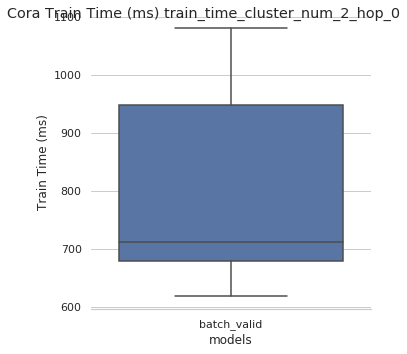 Cora Train Time (ms) train_time_cluster_num_2_hop_0
1100
1000
900
800
700
600
Train Time (ms)
batch_valid
models